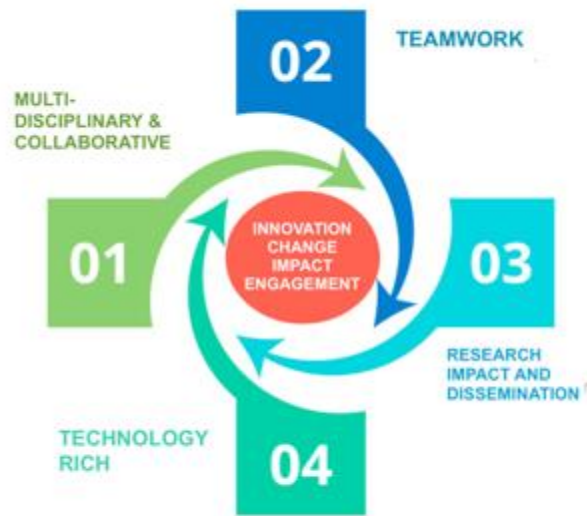 02
TEAMWORK
MULTI-
DISCIPLINARY &
COLLABORATIVE
01
INNOVATION
CHANGE
IMPACT
ENGAGEMENT
03
RESEARCH
IMPACT AND
DISSEMINATION
TECHNOLOGY
RICH
04